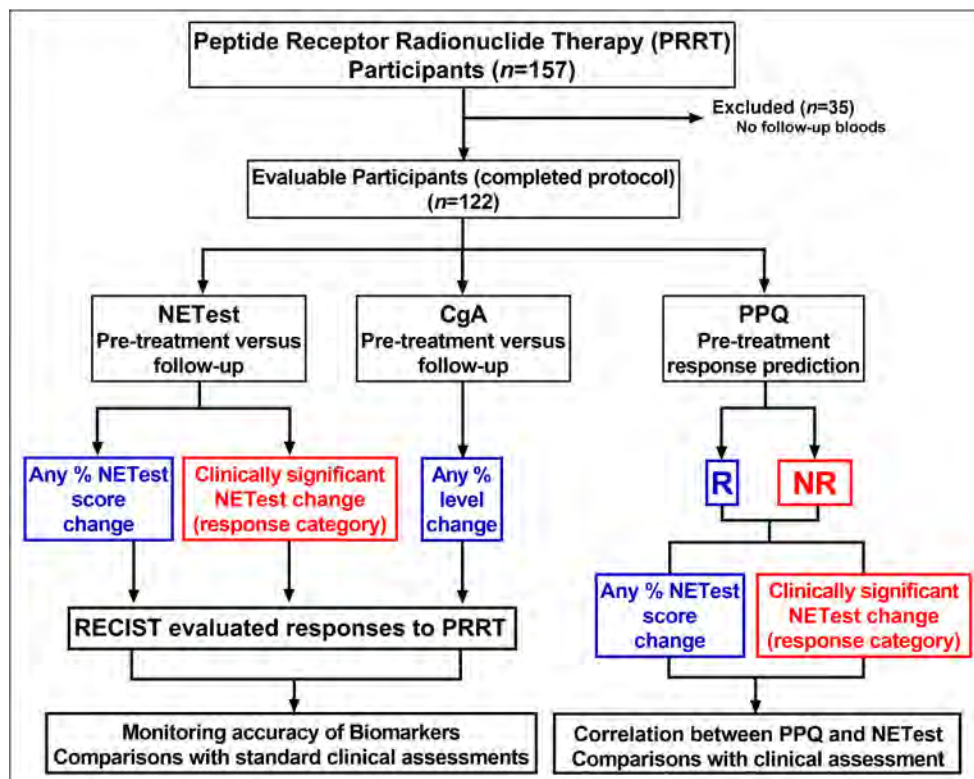 Peptide Receptor Radionuclide Therapy (PRRT)
Participants (n=157)
Excluded (n=35)
No follow-up bloods
Evaluable Participants (completed protocol)
(n=122)
NETest
Pre-treatment versus
follow-up
CgA
Pre-treatment versus
follow-up
PPQ
Pre-treatment
response prediction
Any % NETest
score
change
Clinically significant
NETest change
(response category)
Any %
level
change
R
NR
RECIST evaluated responses to PRRT
Any % NETest
score
change
Clinically significant
NETest change
(response category)
Monitoring accuracy of Biomarkers
Comparisons with standard clinical assessments
Correlation between PPQ and NETest
Comparisons with clinical assessment